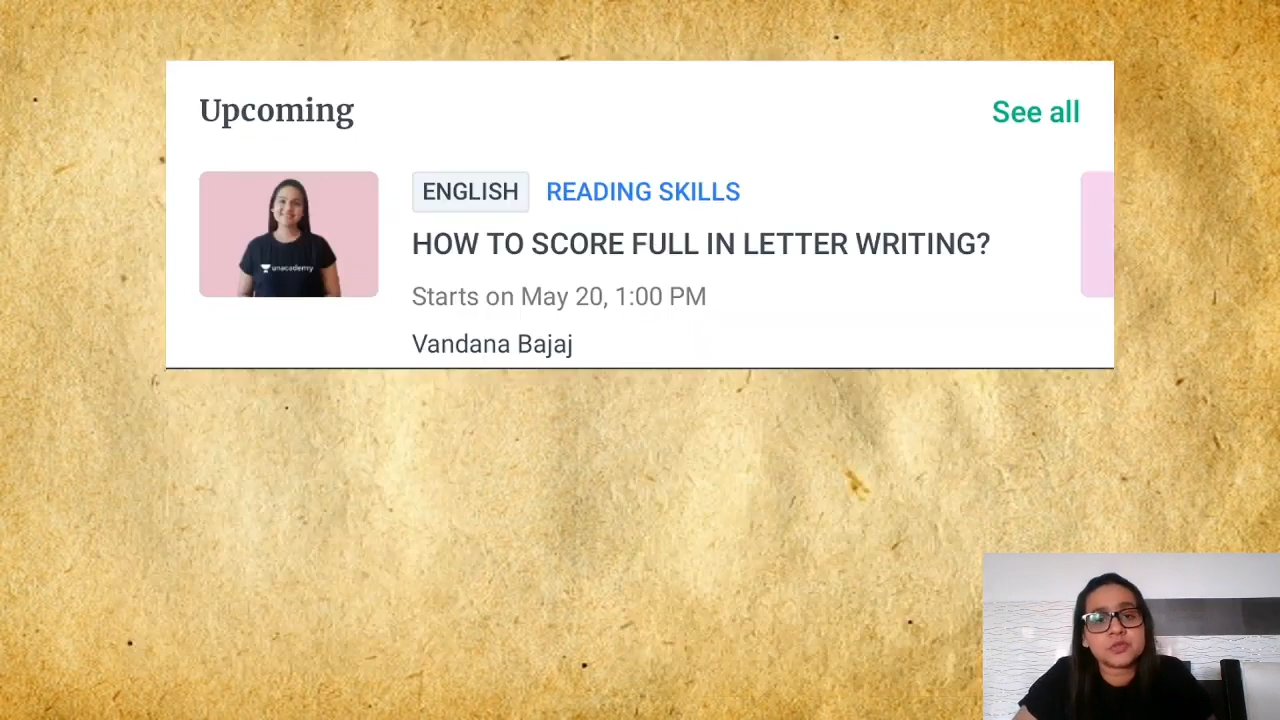 Upcoming
See all
ENGLISH READING SKILLS
HOW TO SCORE FULL IN LETTER WRITING?
Starts on May 20, 1:00 PM
Vandana Bajaj
unacademy